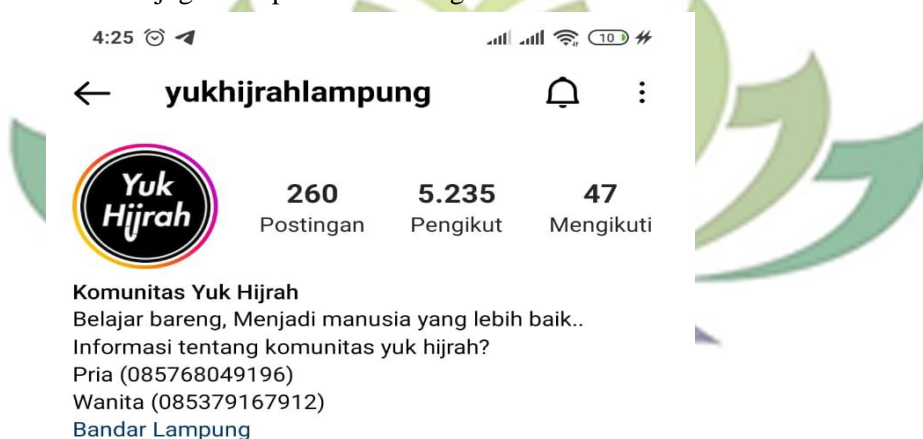 4:25
10
yukhijrahlampung
Yuk
Hijrah
260 5.235 47
Postingan Pengikut Mengikuti
Komunitas Yuk Hijrah
Belajar bareng, Menjadi manusia yang lebih baik..
Informasi tentang komunitas yuk hijrah?
Pria (085768049196)
Wanita (085379167912)
Bandar Lampung